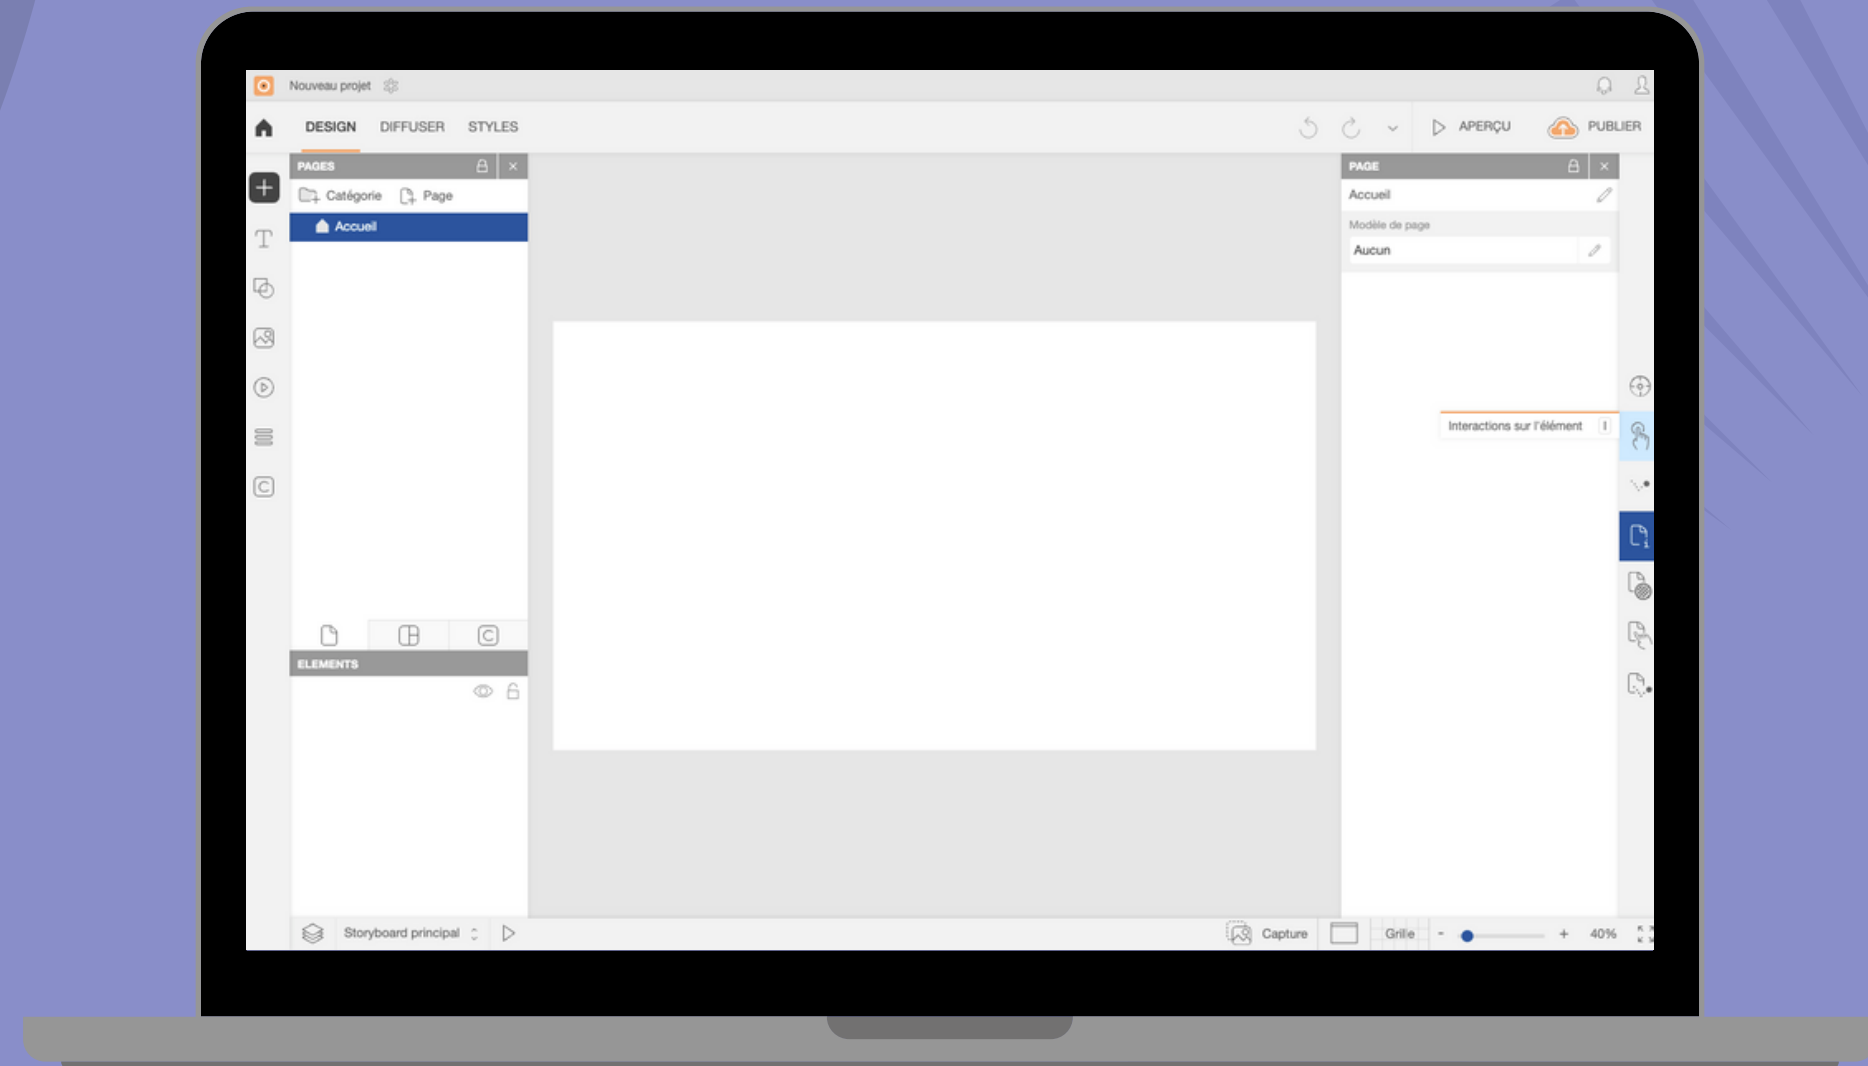 Nouveau projet
DESIGN DIFFUSER STYLES
APERÇU PUBLIER
PAGES
Catégorie Page
Accueil
ELEMENTS
PAGE
Accueil
Modèle de page
Aucun
Interactions sur l'élément I
Storyboard principal
Capture Grille - + 40%